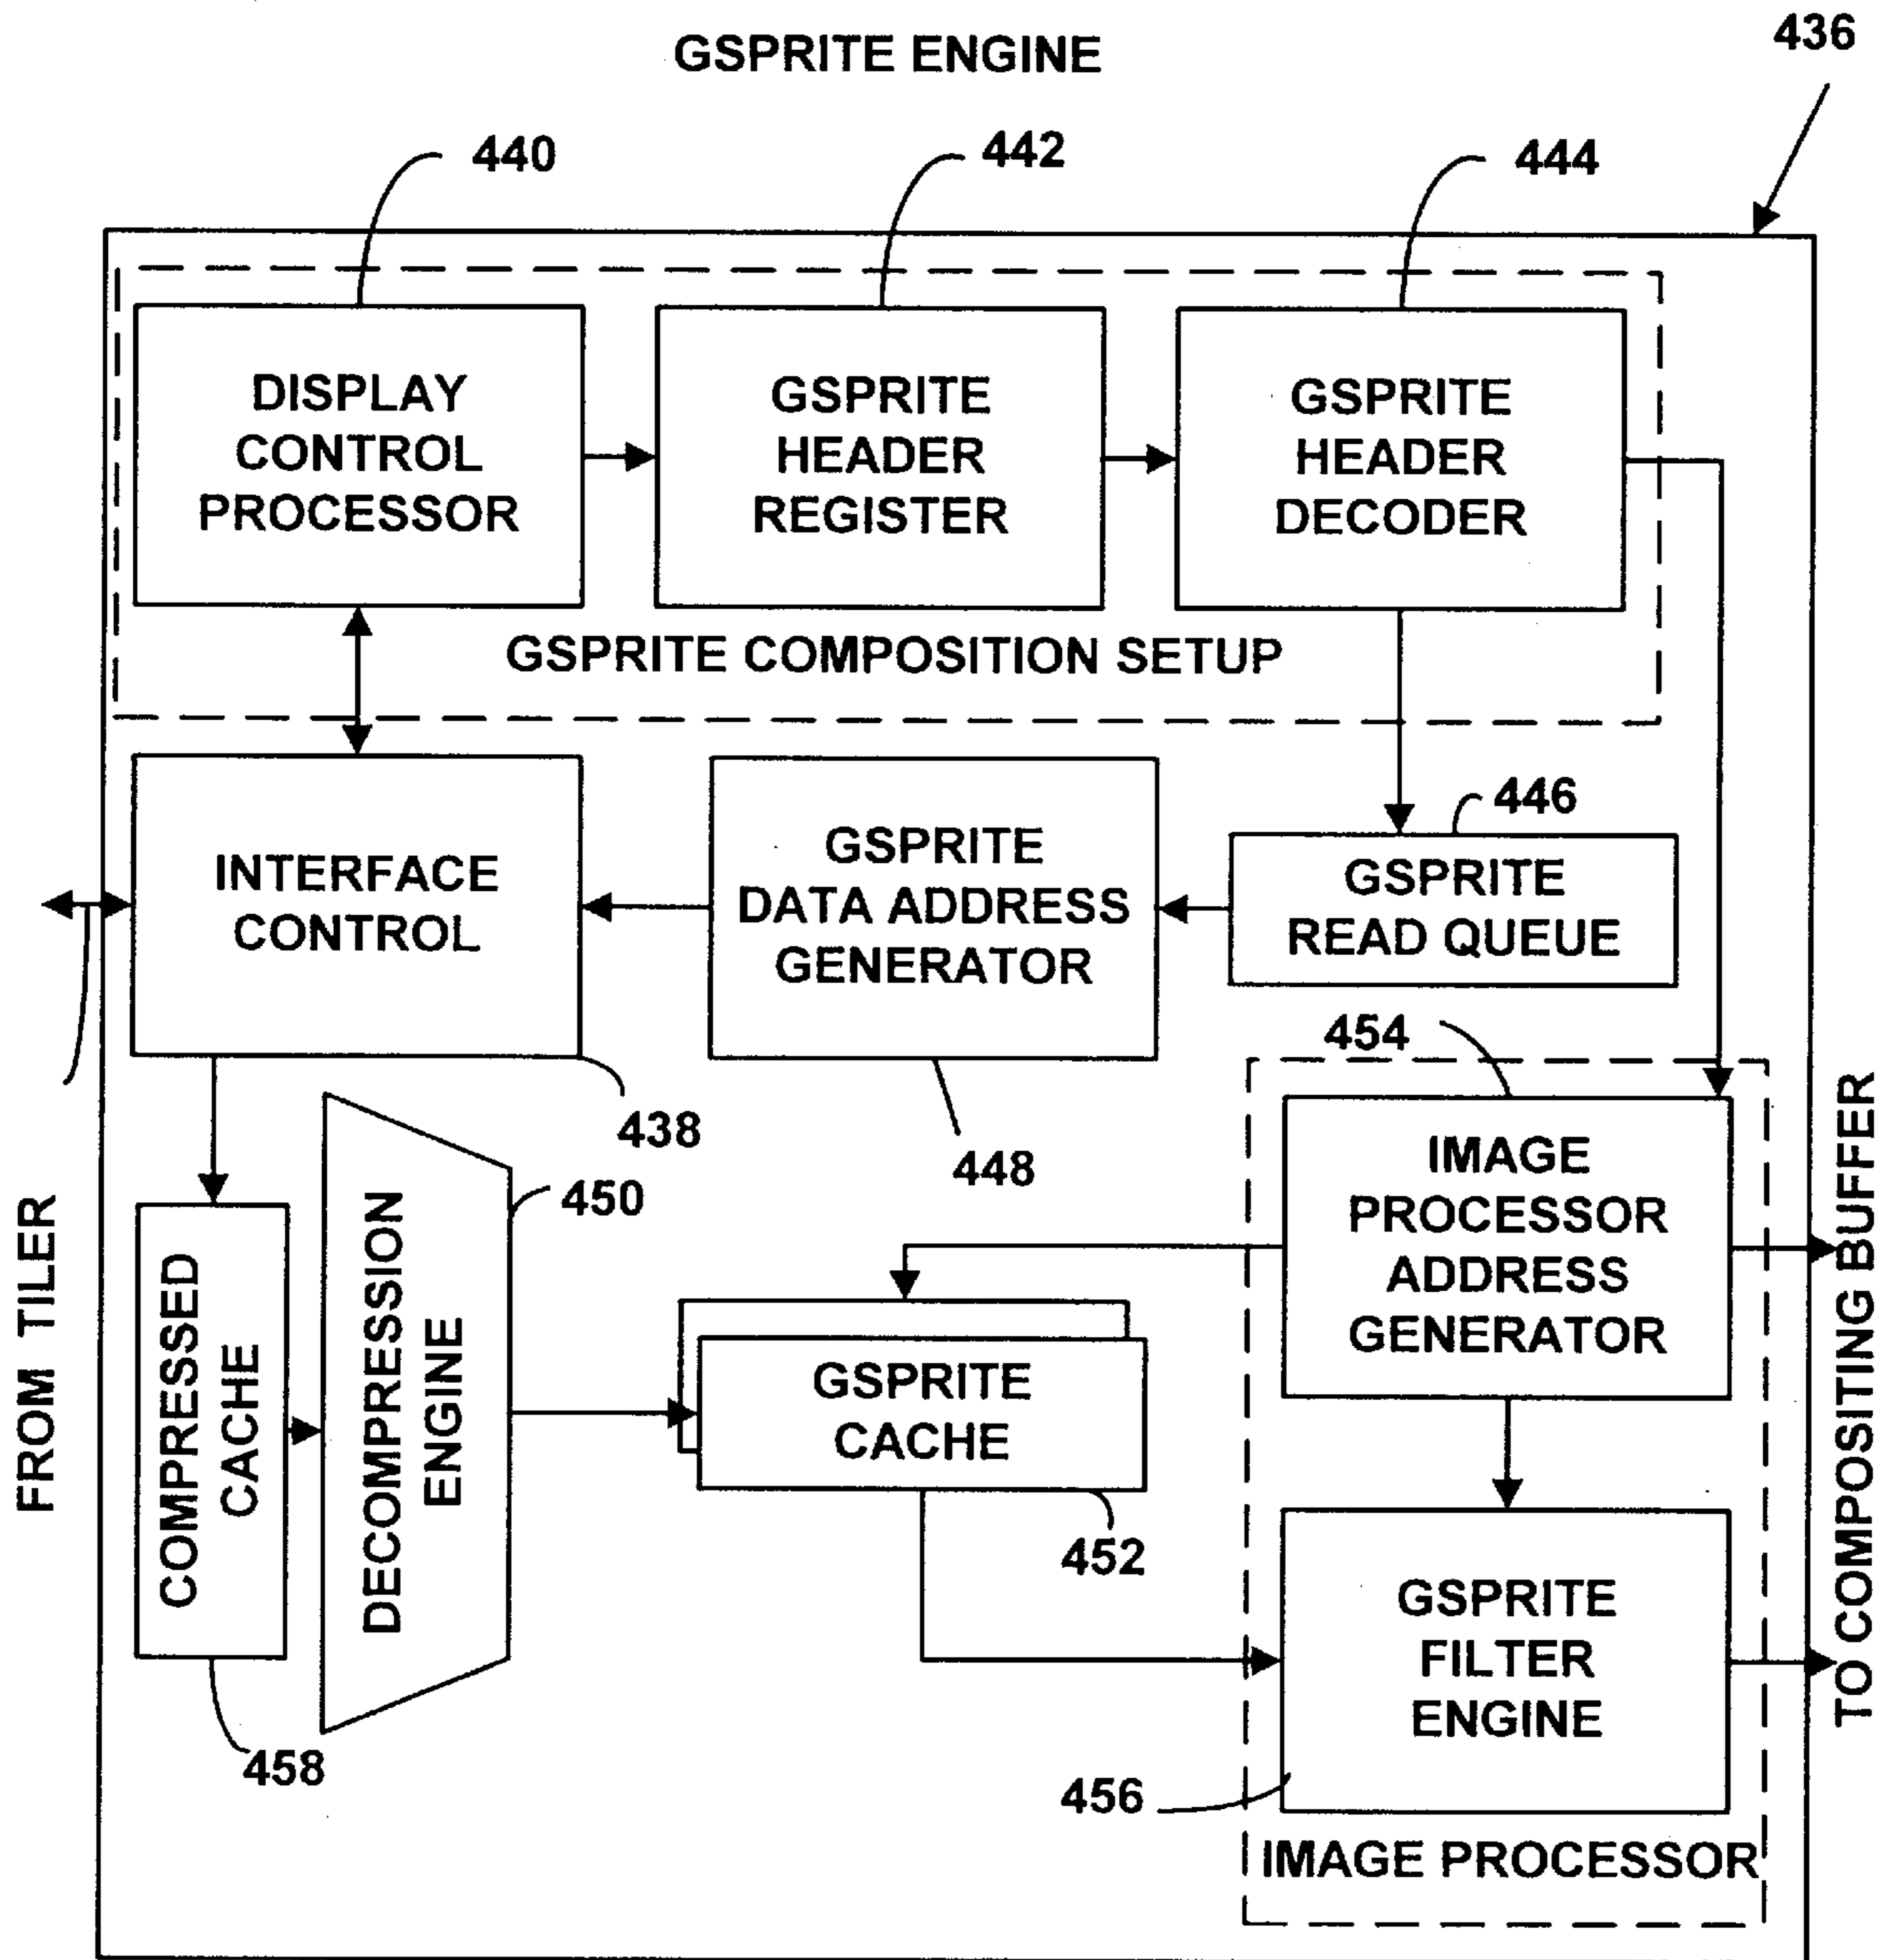 GSPRITE ENGINE
436
440
442
444
DISPLAY
CONTROL
PROCESSOR
GSPRITE
HEADER
REGISTER
GSPRITE
HEADER
DECODER
GSPRITE COMPOSITION SETUP
INTERFACE
CONTROL
438
GSPRITE
DATA ADDRESS
GENERATOR
448
446
GSPRITE
READ QUEUE
454
IMAGE
PROCESSOR
ADDRESS
GENERATOR
FROM TILER
COMPRESSED
CACHE
458
DECOMPRESSION
ENGINE
450
GSPRITE
CACHE
452
GSPRITE
FILTER
ENGINE
456
IMAGE PROCESSOR
TO COMPOSITING BUFFER